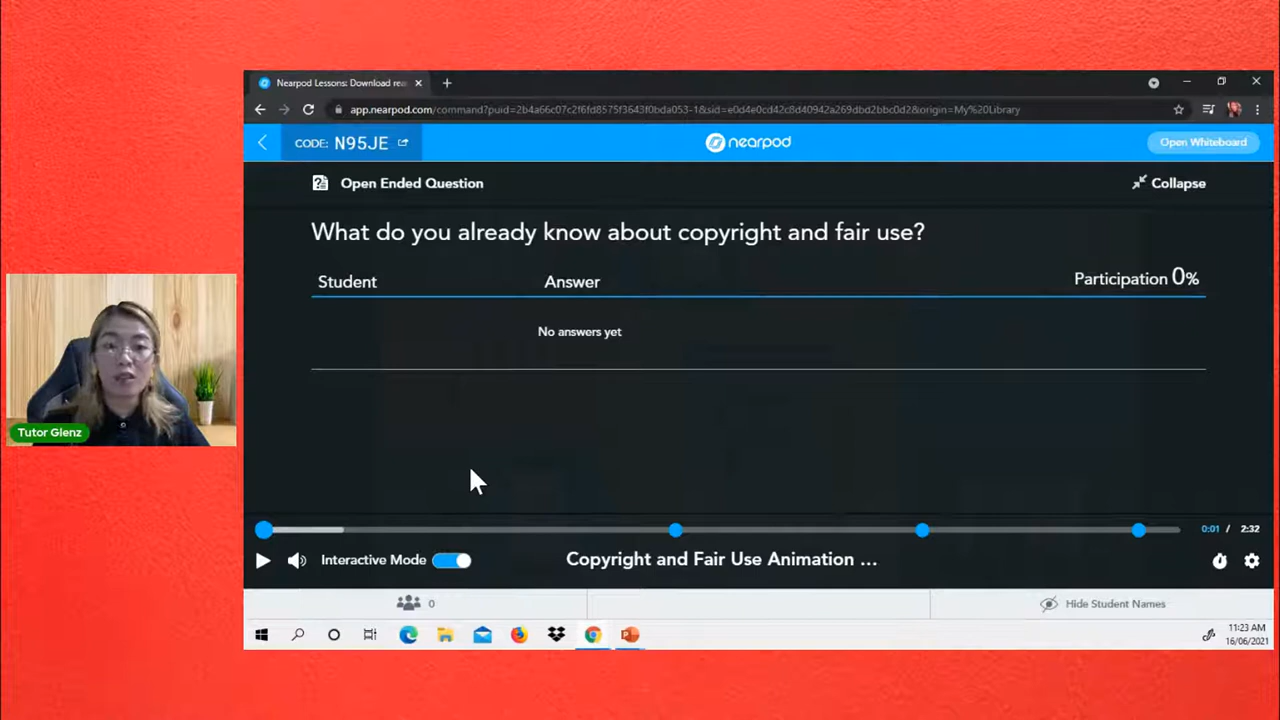 Nearpod Lessons: Download rea
app.nearpod.com/command?puid=2b4a66c07c2f6fd8575f3643f0bda053-1&sid=e0d4e0cd42c8d40942a269dbd2bbc0d2&origin=My%20Library
CODE: N95JE
nearpod
Open Whiteboard
Open Ended Question
Collapse
What do you already know about copyright and fair use?
Student Answer Participation 0%
No answers yet
Tutor Glenz
0:01 / 2:32
Interactive Mode
Copyright and Fair Use Animation ...
0
Hide Student Names
11:23 AM
16/06/2021